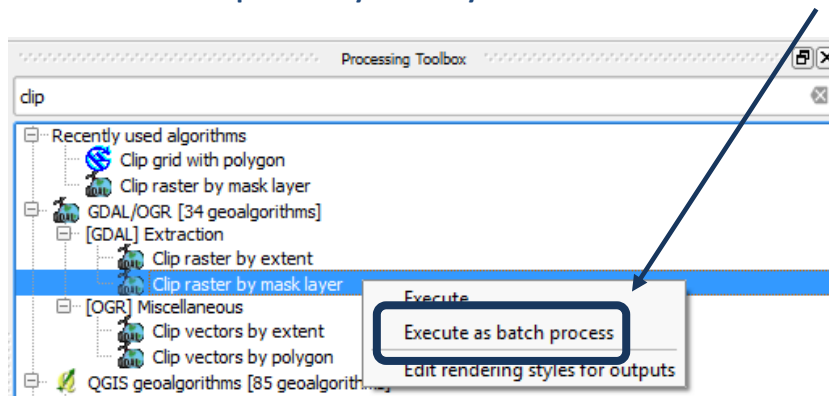 Processing Toolbox
clip
Recently used algorithms
Clip grid with polygon
Clip raster by mask layer
GDAL/OGR [34 geoalgorithms]
[GDAL] Extraction
Clip raster by extent
Clip raster by mask layer
Execute
[OGR] Miscellaneous
Execute as batch process
Clip vectors by extent
Clip vectors by polygon
Edit rendering styles for outputs
QGIS geoalgorithms [85 geoalgorithms]